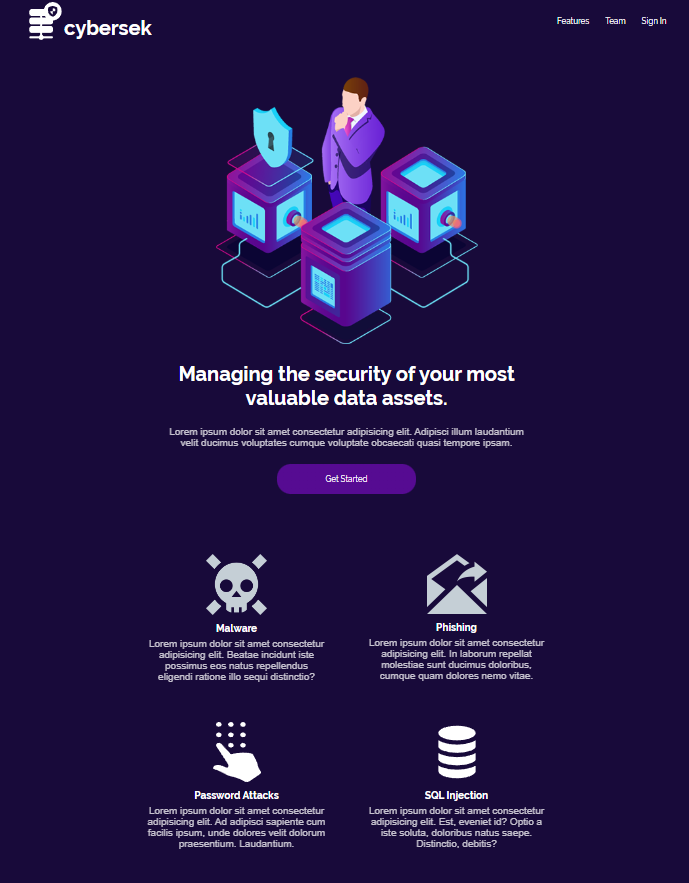 cybersek
Features Team Sign In
Managing the security of your most
valuable data assets.
Lorem ipsum dolor sit amet consectetur adipisicing elit. Adipisci illum laudantium
velit ducimus voluptates cumque voluptate obcaecati quasi tempore ipsam.
Get Started
Malware
Lorem ipsum dolor sit amet consectetur
adipisicing elit. Beatae incidunt iste
possimus eos natus repellendus
eligendi ratione illo sequi distinctio?
Phishing
Lorem ipsum dolor sit amet consectetur
adipisicing elit. In laborum repellat
molestiae sunt ducimus doloribus,
cumque quam dolores nemo vitae.
Password Attacks
Lorem ipsum dolor sit amet consectetur
adipisicing elit. Ad adipisci sapiente cum
facilis ipsum, unde dolores velit dolorum
praesentium. Laudantium.
SQL Injection
Lorem ipsum dolor sit amet consectetur
adipisicing elit. Est, eveniet id? Optio a
iste soluta, doloribus natus saepe.
Distinctio, debitis?